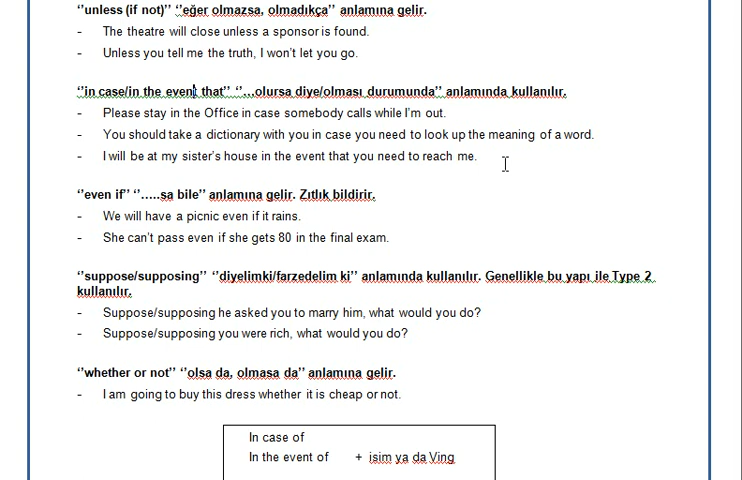 ‘’unless (if not)’’ ‘’eğer olmazsa, olmadıkça’’ anlamına gelir.
- The theatre will close unless a sponsor is found.
- Unless you tell me the truth, I won’t let you go.
‘’in case/in the event that’’ ‘’…olursa diye/olması durumunda’’ anlamında kullanılır.
- Please stay in the Office in case somebody calls while I’m out.
- You should take a dictionary with you in case you need to look up the meaning of a word.
- I will be at my sister’s house in the event that you need to reach me.
‘’even if’’ ‘’…..sa bile’’ anlamına gelir. Zıtlık bildirir.
- We will have a picnic even if it rains.
- She can’t pass even if she gets 80 in the final exam.
‘’suppose/supposing’’ ‘’diyelimki/farzedelim ki’’ anlamında kullanılır. Genellikle bu yapı ile Type 2
kullanılır.
- Suppose/supposing he asked you to marry him, what would you do?
- Suppose/supposing you were rich, what would you do?
‘’whether or not’’ ‘’olsa da, olmasa da’’ anlamına gelir.
- I am going to buy this dress whether it is cheap or not.
In case of
In the event of + isim ya da Ving